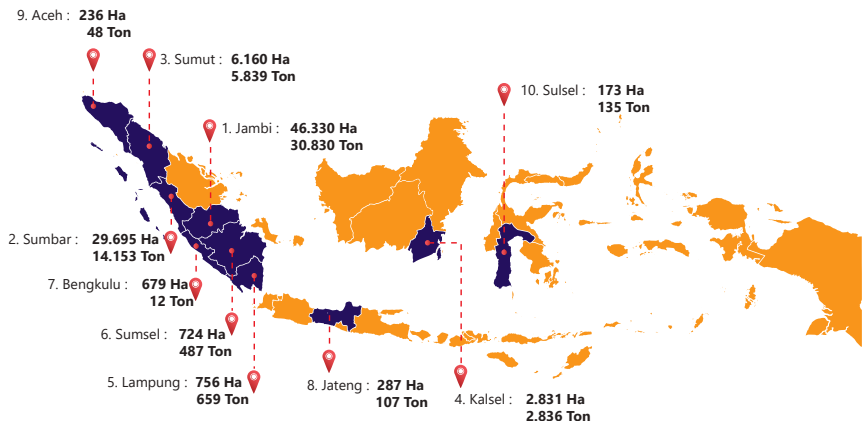 9. Aceh : 236 Ha
48 Ton
3. Sumut : 6.160 Ha
5.839 Ton
10. Sulsel : 173 Ha
135 Ton
1. Jambi : 46.330 Ha
30.830 Ton
2. Sumbar : 29.695 Ha
14.153 Ton
7. Bengkulu : 679 Ha
12 Ton
6. Sumsel : 724 Ha
487 Ton
5. Lampung : 756 Ha
659 Ton
8. Jateng : 287 Ha
107 Ton
4. Kalsel : 2.831 Ha
2.836 Ton